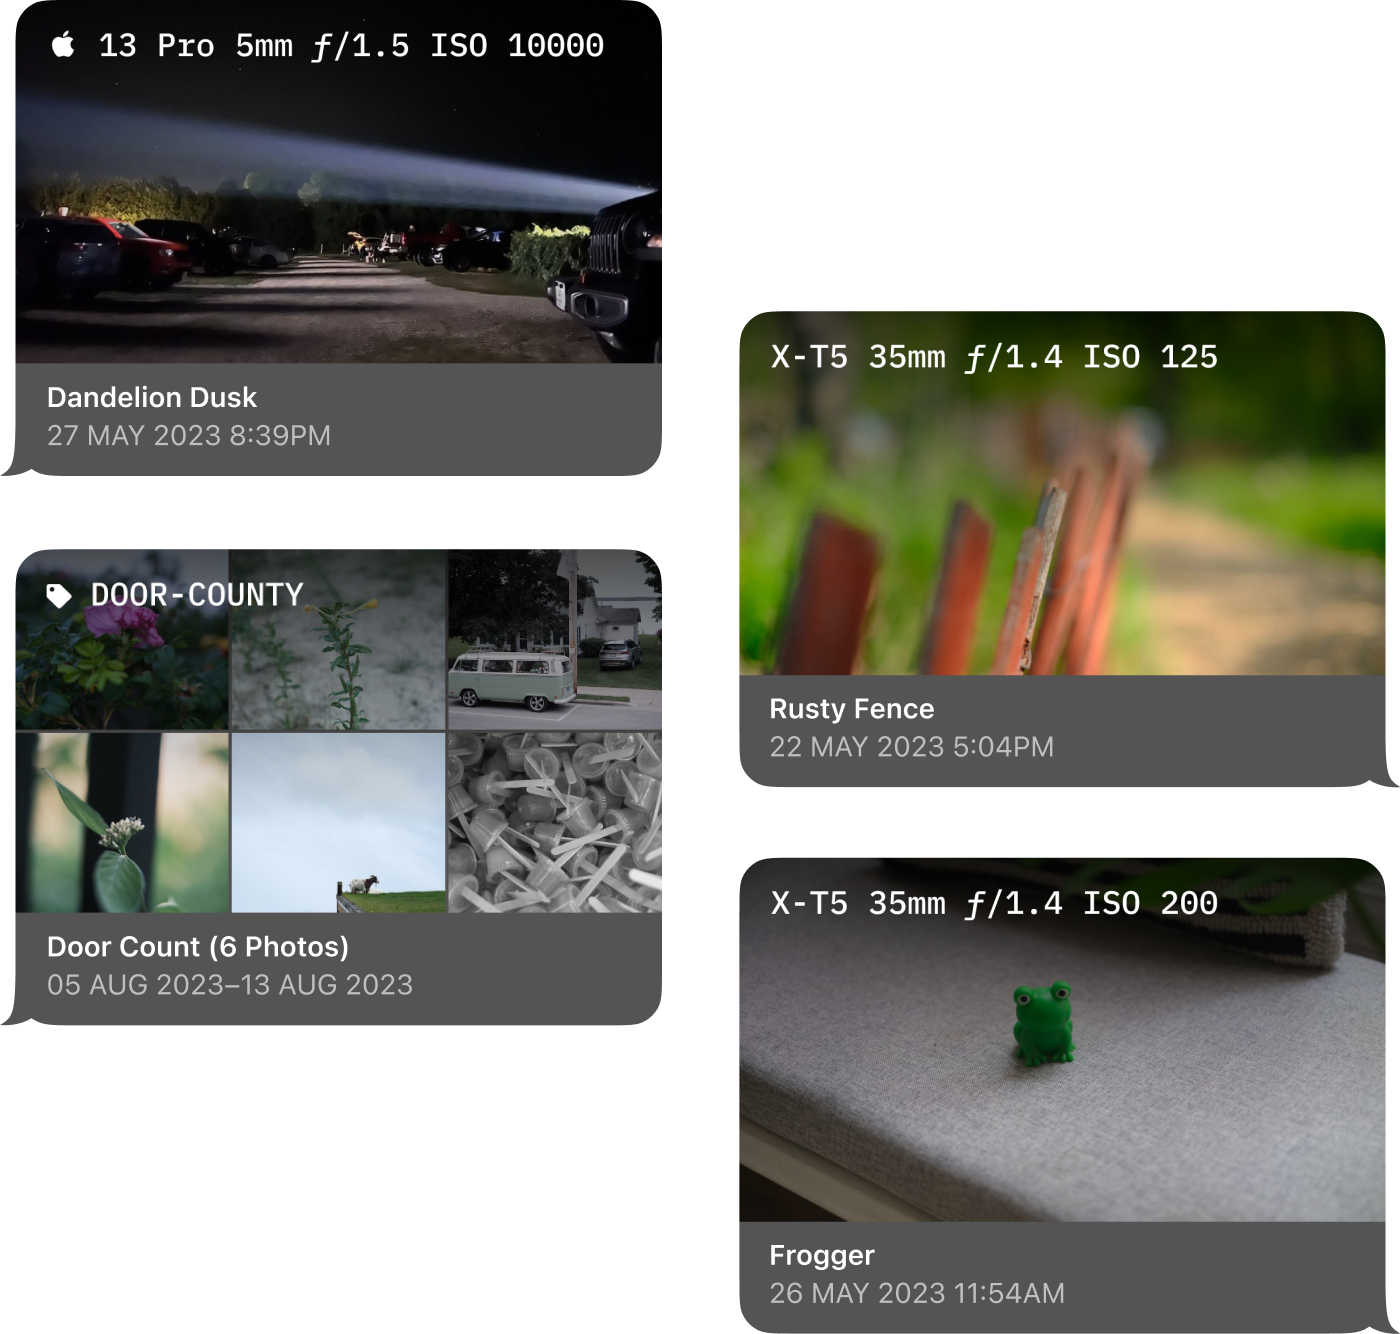 13 Pro 5mm ƒ/1.5 ISO 10000
Dandelion Dusk
27 MAY 2023 8:39PM
DOOR-COUNTY
Door Count (6 Photos)
05 AUG 2023–13 AUG 2023
X-T5 35mm ƒ/1.4 ISO 125
Rusty Fence
22 MAY 2023 5:04PM
X-T5 35mm ƒ/1.4 ISO 200
Frogger
26 MAY 2023 11:54AM